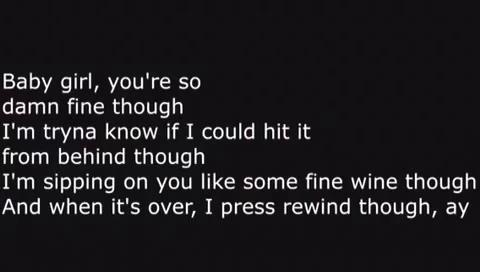 Baby girl, you're so
damn fine though
I'm tryna know if I could hit it
from behind though
I'm sipping on you like some fine wine though
And when it's over, I press rewind though, ay